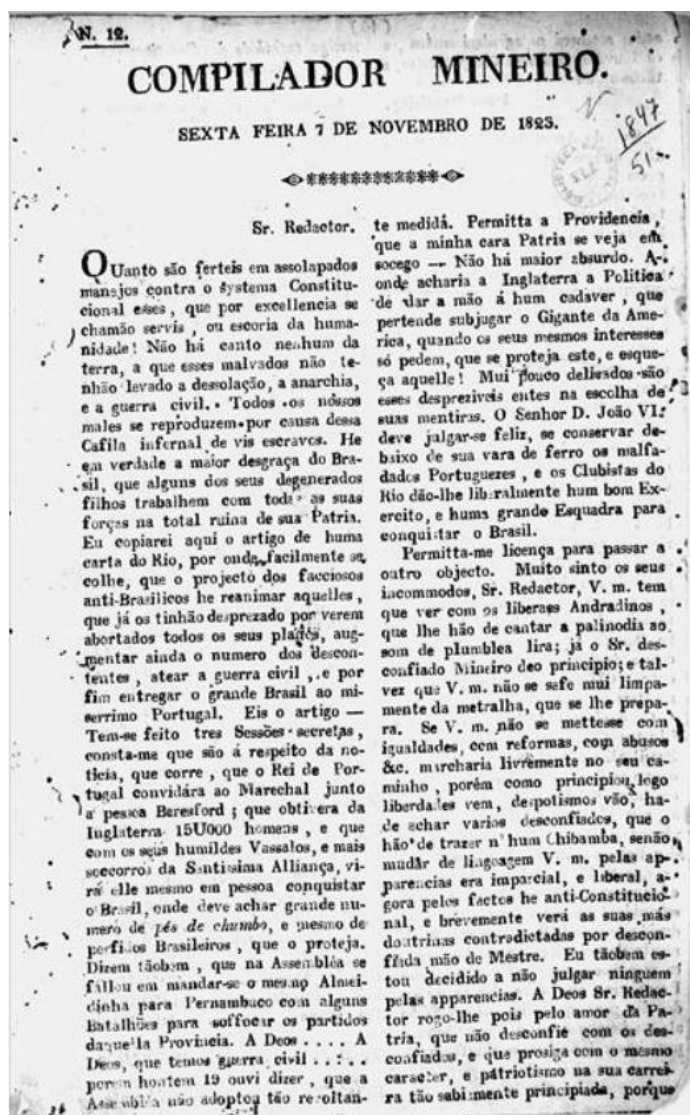 N. 12.
COMPILADOR MINEIRO.
SEXTA FEIRA 7 DE NOVEMBRO DE 1823.
1847
Sr. Redactor.
QUanto são ferteis em assolapados
manejos contra o Systema Constitu-
cional esses, que por excellencia se
chamão servis, ou escoria da huma-
nidade! Não há canto nenhum da
terra, a que esses malvados não te-
nhão levado a dessolação, a anarchia,
e a guerra civil. Todos os nossos
males se reproduzem por causa dessa
Cafila infernal de vis escravos. He
em verdade a maior desgraça do Bra-
sil, que alguns dos seus degenerados
filhos trabalhem com todas as suas
forças na total ruina de sua Patria.
Eu copiarei aqui o artigo de huma
carta do Rio, por onde facilmente se
colhe, que o projecto dos facciosos
anti-Brasilicos he reanimar aquelles,
que já os tinhão desprezado por verem
abortados todos os seus planos, aug-
mentar ainda o numero dos descon-
tentes, atear a guerra civil, e por
fim entregar o grande Brasil ao mi-
serrimo Portugal. Eis o artigo —
Tem-se feito tres Sessões secretas,
consta-me que são á respeito da no-
ticia, que corre, que o Rei de Por-
tugal convidára ao Marechal junto
a pessoa Beresford; que obtivera da
Inglaterra 15U000 homens, e que
com os seus humildes Vassalos, e mais
soccorros da Santissima Alliança, vi-
rá elle mesmo em pessoa conquistar
o Brasil, onde deve achar grande nu-
mero de pés de chumbo, e mesmo de
perfidos Brasileiros, que o proteja.
Dizem tãobem, que na Assembléa se
fallou em mandar-se o mesmo Almei-
dinha para Pernambuco com alguns
Batalhões para soffocar os partidos
daquella Provincia. A Deos . . . . A
Deos, que temos guerra civil . . : . .
porem hontem 19 ouvi dizer, que a
Assembléa não adoptou tão revoltan-
te medidá. Permitta a Providencia,
que a minha cara Patria se veja em
socego — Não há maior absurdo. A-
onde acharia a Inglaterra a Politica
de dar a mão á hum cadaver, que
pertende subjugar o Gigante da Ame-
rica, quando os seus mesmos interesses
só pedem, que se proteja este, e esque-
ça aquelle! Mui pouco delicados são
esses despreziveis entes na escolha de
suas mentiras. O Senhor D. João VI.
deve julgar-se feliz, se conservar de-
baixo de sua vara de ferro os malfa-
dados Portuguezes, e os Clubistas do
Rio dão-lhe liberalmente hum bom Ex-
ercito, e huma grande Esquadra para
conquistar o Brasil.
Permitta-me licença para passar a
outro objecto. Muito sinto os seus
incommodos, Sr. Redactor, V. m. tem
que ver com os liberaes Andradinos,
que lhe hão de cantar a palinodia ao
som de plumblea lira; já o Sr. des-
confiado Mineiro deo principio; e tal-
vez que V. m. não se safe mui limpa-
mente da metralha, que se lhe prepa-
ra. Se V. m. não se mettesse com
igualdades, com reformas, com abusos
&c. marcharia livremente no seu ca-
minho, porém como principiou, logo
liberdades vem, despotismos vão, ha-
de achar varios desconfiados, que o
hão de trazer n'hum Chibamba, senão
mudár de lingoagem V. m. pelas ap-
parencias era imparcial, e liberal, a-
gora pelos factos he anti-Constitucio-
nal, e brevemente verá as suas más
doutrinas contradictadas por descon-
fiada mão de Mestre. Eu tãobem es-
tou decidido a não julgar ninguem
pelas apparencias. A Deos Sr. Redac-
tor rogo-lhe pois pelo amor da Pa-
tria, que não desconfie com os des-
confiados, e que prosiga com o mesmo
caracter, e pátriotismo na sua carrei-
ra tão sabiamente principiada, porque